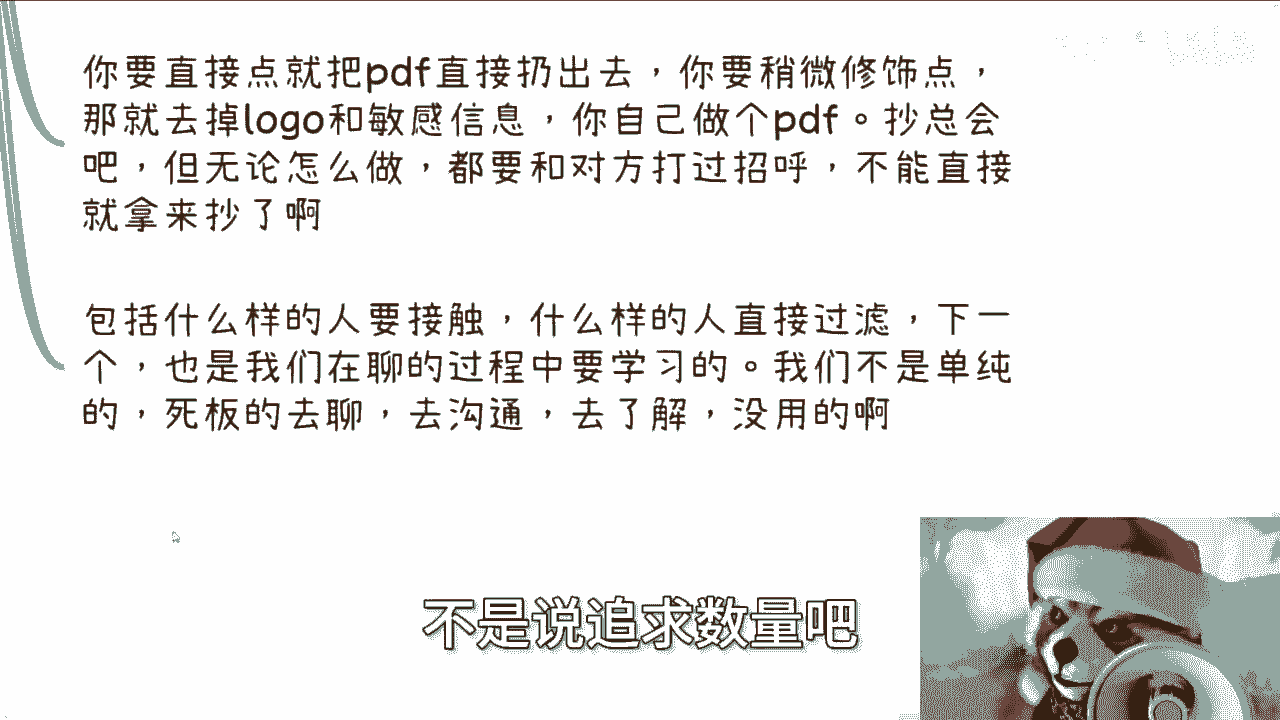 你要直接点就把pdf直接扔出去，你要稍微修饰点，
那就去掉logo和敏感信息，你自己做个pdf。抄总会
吧，但无论怎么做，都要和对方打过招呼，不能直接
就拿来抄了啊
包括什么样的人要接触，什么样的人直接过滤，下一
个，也是我们在聊的过程中要学习的。我们不是单纯
的，死板的去聊，去沟通，去了解，没用的啊
不是说追求数量吧